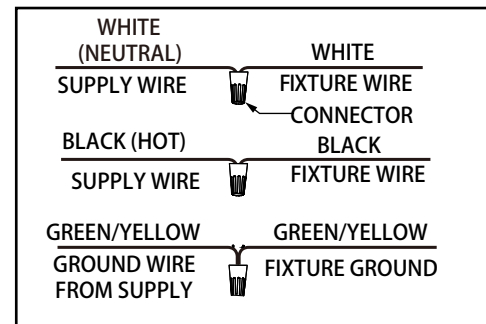 WHITE
(NEUTRAL)
WHITE
SUPPLY WIRE
FIXTURE WIRE
CONNECTOR
BLACK (HOT)
BLACK
SUPPLY WIRE
FIXTURE WIRE
GREEN/YELLOW
GREEN/YELLOW
GROUND WIRE
FROM SUPPLY
FIXTURE GROUND